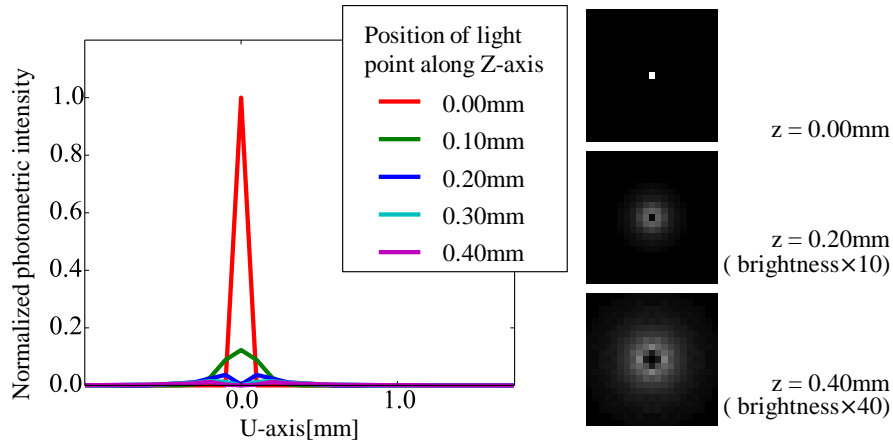 Normalized photometric intensity
1.0
0.8
0.6
0.4
0.2
0.0
0.0
1.0
U-axis[mm]
Position of light
point along Z-axis
0.00mm
0.10mm
0.20mm
0.30mm
0.40mm
z = 0.00mm
z = 0.20mm
( brightness×10)
z = 0.40mm
( brightness×40)